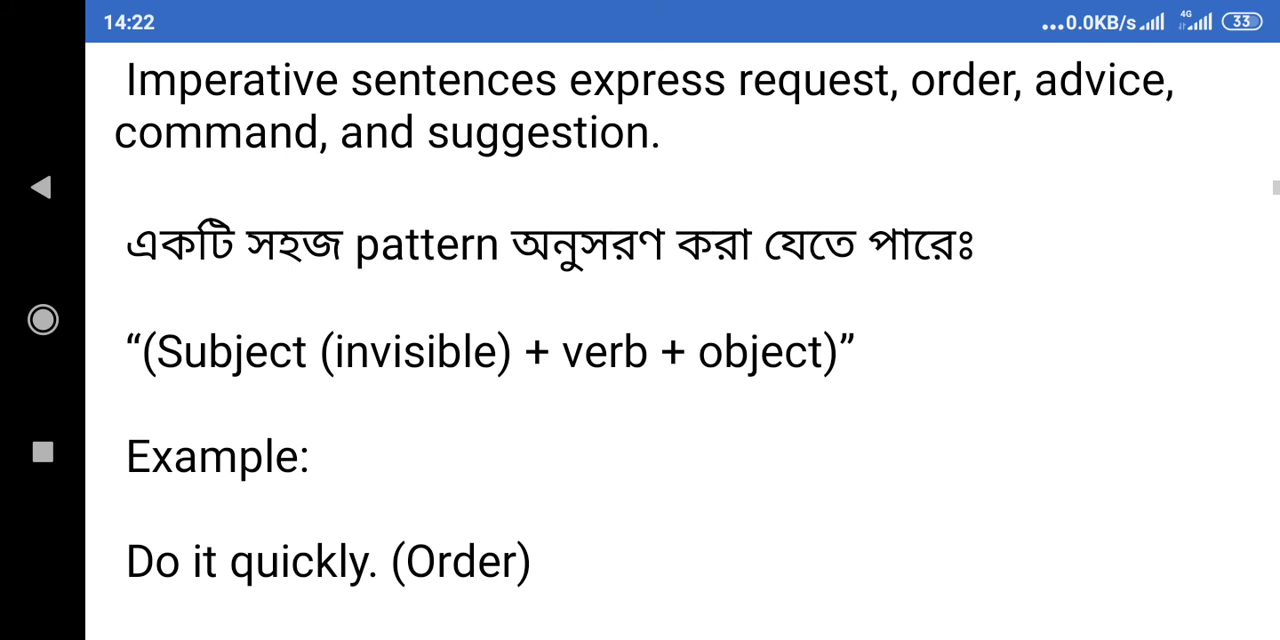 14:22 ...0.0KB/s 4G 33
Imperative sentences express request, order, advice,
command, and suggestion.
একটি সহজ pattern অনুসরণ করা যেতে পারেঃ
“(Subject (invisible) + verb + object)”
Example:
Do it quickly. (Order)